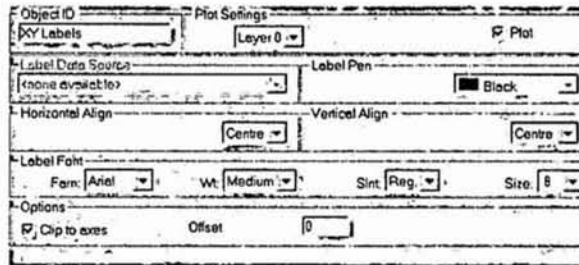 Object ID Plot Settings
XY Labels Layer 0 Plot
Label Data Source Label Pen
<none available> Black
Horizontal Align Vertical Align
Centre Centre
Label Font
Fam: Arial Wt: Medium Slnt: Reg. Size: 8
Options
Clip to axes Offset 0